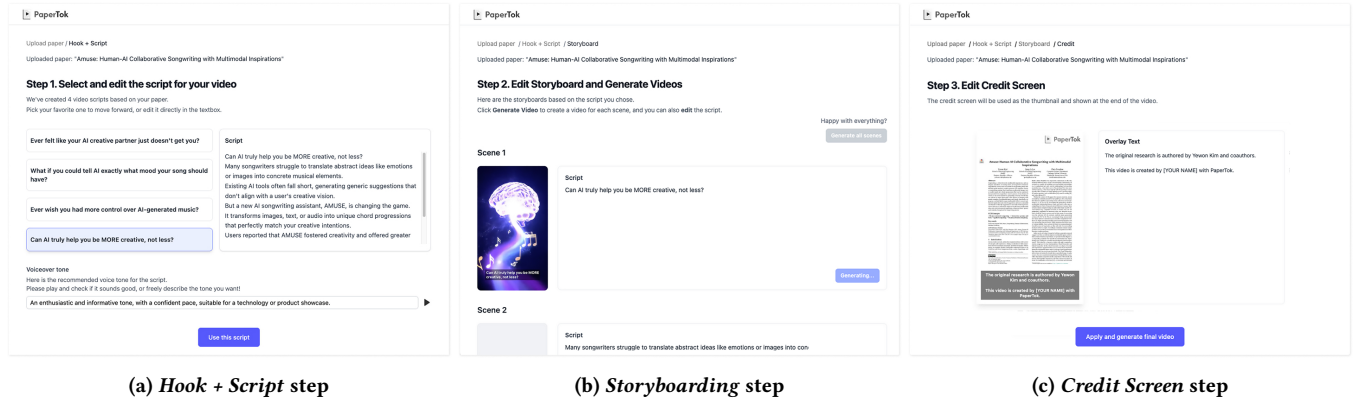 PaperTok
Upload paper / Hook + Script
Uploaded paper: "Amuse: Human-AI Collaborative Songwriting with Multimodal Inspirations"
Step 1. Select and edit the script for your video
We've created 4 video scripts based on your paper.
Pick your favorite one to move forward, or edit it directly in the textbox.
Ever felt like your AI creative partner just doesn't get you?
What if you could tell AI exactly what mood your song should
have?
Ever wish you had more control over AI-generated music?
Can AI truly help you be MORE creative, not less?
Script
Can AI truly help you be MORE creative, not less?
Many songwriters struggle to translate abstract ideas like emotions
or images into concrete musical elements.
Existing AI tools often fall short, generating generic suggestions that
don't align with a user's creative vision.
But a new AI songwriting assistant, AMUSE, is changing the game.
It transforms images, text, or audio into unique chord progressions
that perfectly match your creative intentions.
Users reported that AMUSE fostered creativity and offered greater
Voiceover tone
Here is the recommended voice tone for the script.
Please play and check if it sounds good, or freely describe the tone you want!
An enthusiastic and informative tone, with a confident pace, suitable for a technology or product showcase.
Use this script
(a) Hook + Script step
PaperTok
Upload paper / Hook + Script / Storyboard
Uploaded paper: "Amuse: Human-AI Collaborative Songwriting with Multimodal Inspirations"
Step 2. Edit Storyboard and Generate Videos
Here are the storyboards based on the script you chose.
Click Generate Video to create a video for each scene, and you can also edit the script.
Happy with everything?
Generate all scenes
Scene 1
Can AI truly help you be MORE
creative, not less?
Script
Can AI truly help you be MORE creative, not less?
Generating...
Scene 2
Script
Many songwriters struggle to translate abstract ideas like emotions or images into con
(b) Storyboarding step
PaperTok
Upload paper / Hook + Script / Storyboard / Credit
Uploaded paper: "Amuse: Human-AI Collaborative Songwriting with Multimodal Inspirations"
Step 3. Edit Credit Screen
The credit screen will be used as the thumbnail and shown at the end of the video.
PaperTok
Amuse: Human-AI Collaborative Songwriting with Multimodal
Inspirations
The original research is authored by Yewon
Kim and coauthors.
This video is created by [YOUR NAME] with
PaperTok.
Overlay Text
The original research is authored by Yewon Kim and coauthors.
This video is created by [YOUR NAME] with PaperTok.
Apply and generate final video
(c) Credit Screen step